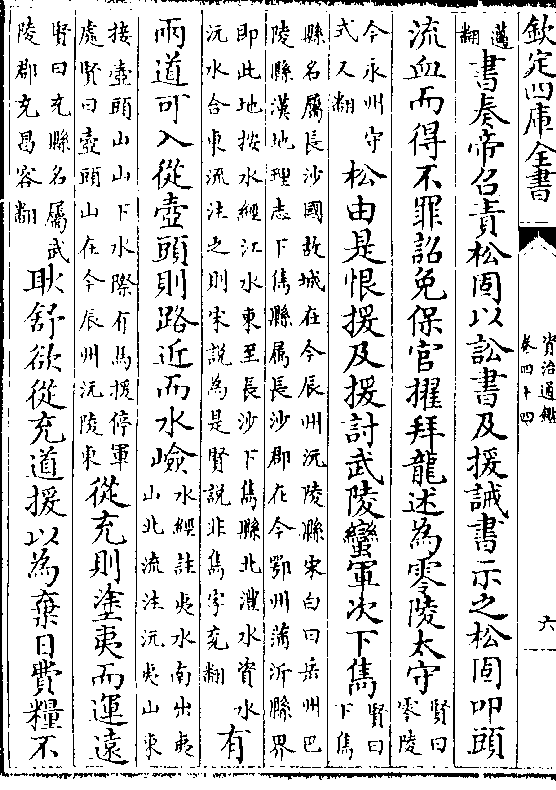 欽定四庫全書
資治通鑑
卷四十四
六
邁
翻書奏帝召責松固以訟書及援誡書示之松固叩頭
流血而得不罪詔免保官擢拜龍述為零陵太守賢曰
零陵
今永州守
式又翻松由是恨援及援討武陵蠻軍次下雋賢曰
下雋
縣名屬長沙國故城在今辰州沅陵縣宋白曰岳州巴
陵縣漢地理志下雋縣屬長沙郡在今鄂州蒲沂縣界
即此地按水經江水東至長沙下雋縣北澧水資水
沅水合東流注之則宋說為是賢說非雋字兖翻有
兩道可入從壺頭則路近而水嶮水經註夷水南出夷
山北流注沅夷山東
接壺頭山山下水際有馬援停軍
處賢曰壺頭山在今辰州沅陵東從充則塗夷而運遠
賢曰充縣名屬武
陵郡充昌容翻耿舒欲從充道援以為棄日費糧不